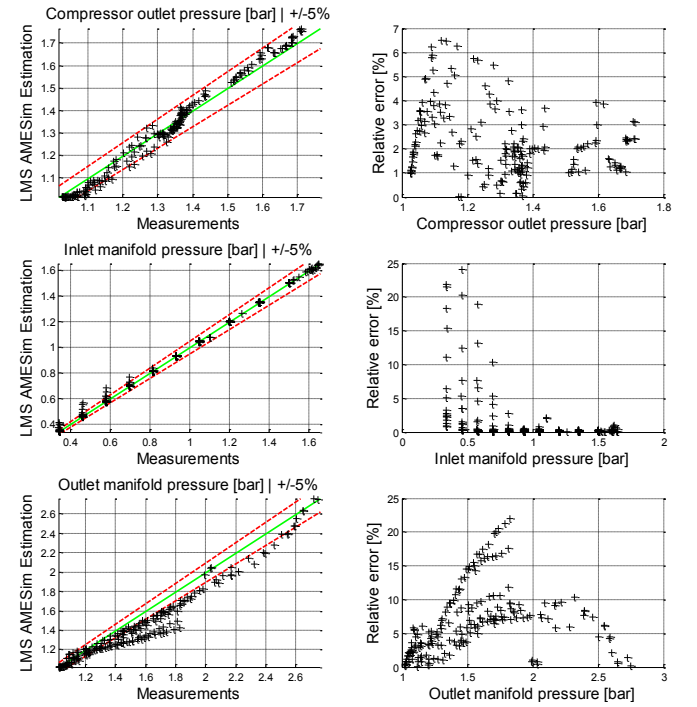 Compressor outlet pressure [bar] | +/-5%
LMS AMESim Estimation
1.7
1.6
1.5
1.4
1.3
1.2
1.1
1.1 1.2 1.3 1.4 1.5 1.6 1.7
Measurements
Relative error [%]
7
6
5
4
3
2
1
0
1 1.2 1.4 1.6 1.8
Compressor outlet pressure [bar]
Inlet manifold pressure [bar] | +/-5%
LMS AMESim Estimation
1.6
1.4
1.2
1
0.8
0.6
0.4
0.4 0.6 0.8 1 1.2 1.4 1.6
Measurements
Relative error [%]
25
20
15
10
5
0
0 0.5 1 1.5 2
Inlet manifold pressure [bar]
Outlet manifold pressure [bar] | +/-5%
LMS AMESim Estimation
2.6
2.4
2.2
2
1.8
1.6
1.4
1.2
1.2 1.4 1.6 1.8 2 2.2 2.4 2.6
Measurements
Relative error [%]
25
20
15
10
5
0
1 1.5 2 2.5 3
Outlet manifold pressure [bar]